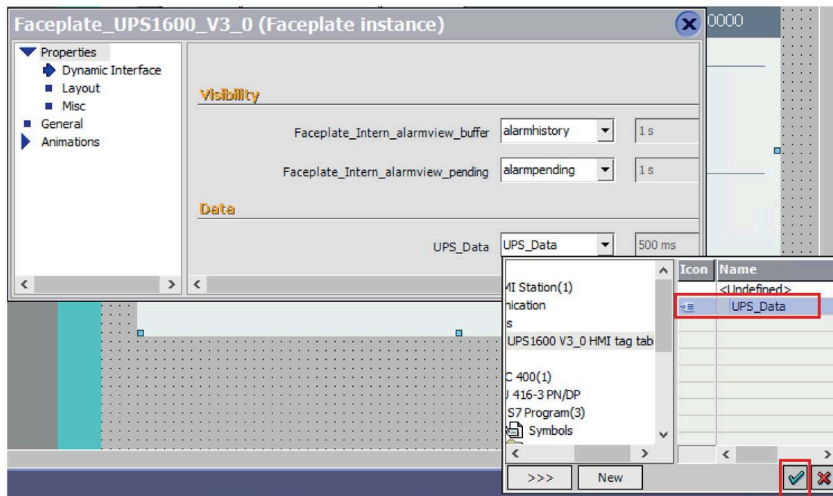 Faceplate_UPS1600_V3_0 (Faceplate instance)
0000
Properties
Dynamic Interface
Layout
Misc
General
Animations
Visibility
Faceplate_Intern_alarmview_buffer alarmhistory 1 s
Faceplate_Intern_alarmview_pending alarmpending 1 s
Data
UPS_Data UPS_Data 500 ms
Icon Name
<Undefined>
UPS_Data
MI Station(1)
nication
s
UPS1600 V3_0 HMI tag tab
C 400(1)
J 416-3 PN/DP
S7 Program(3)
Symbols
>>> New